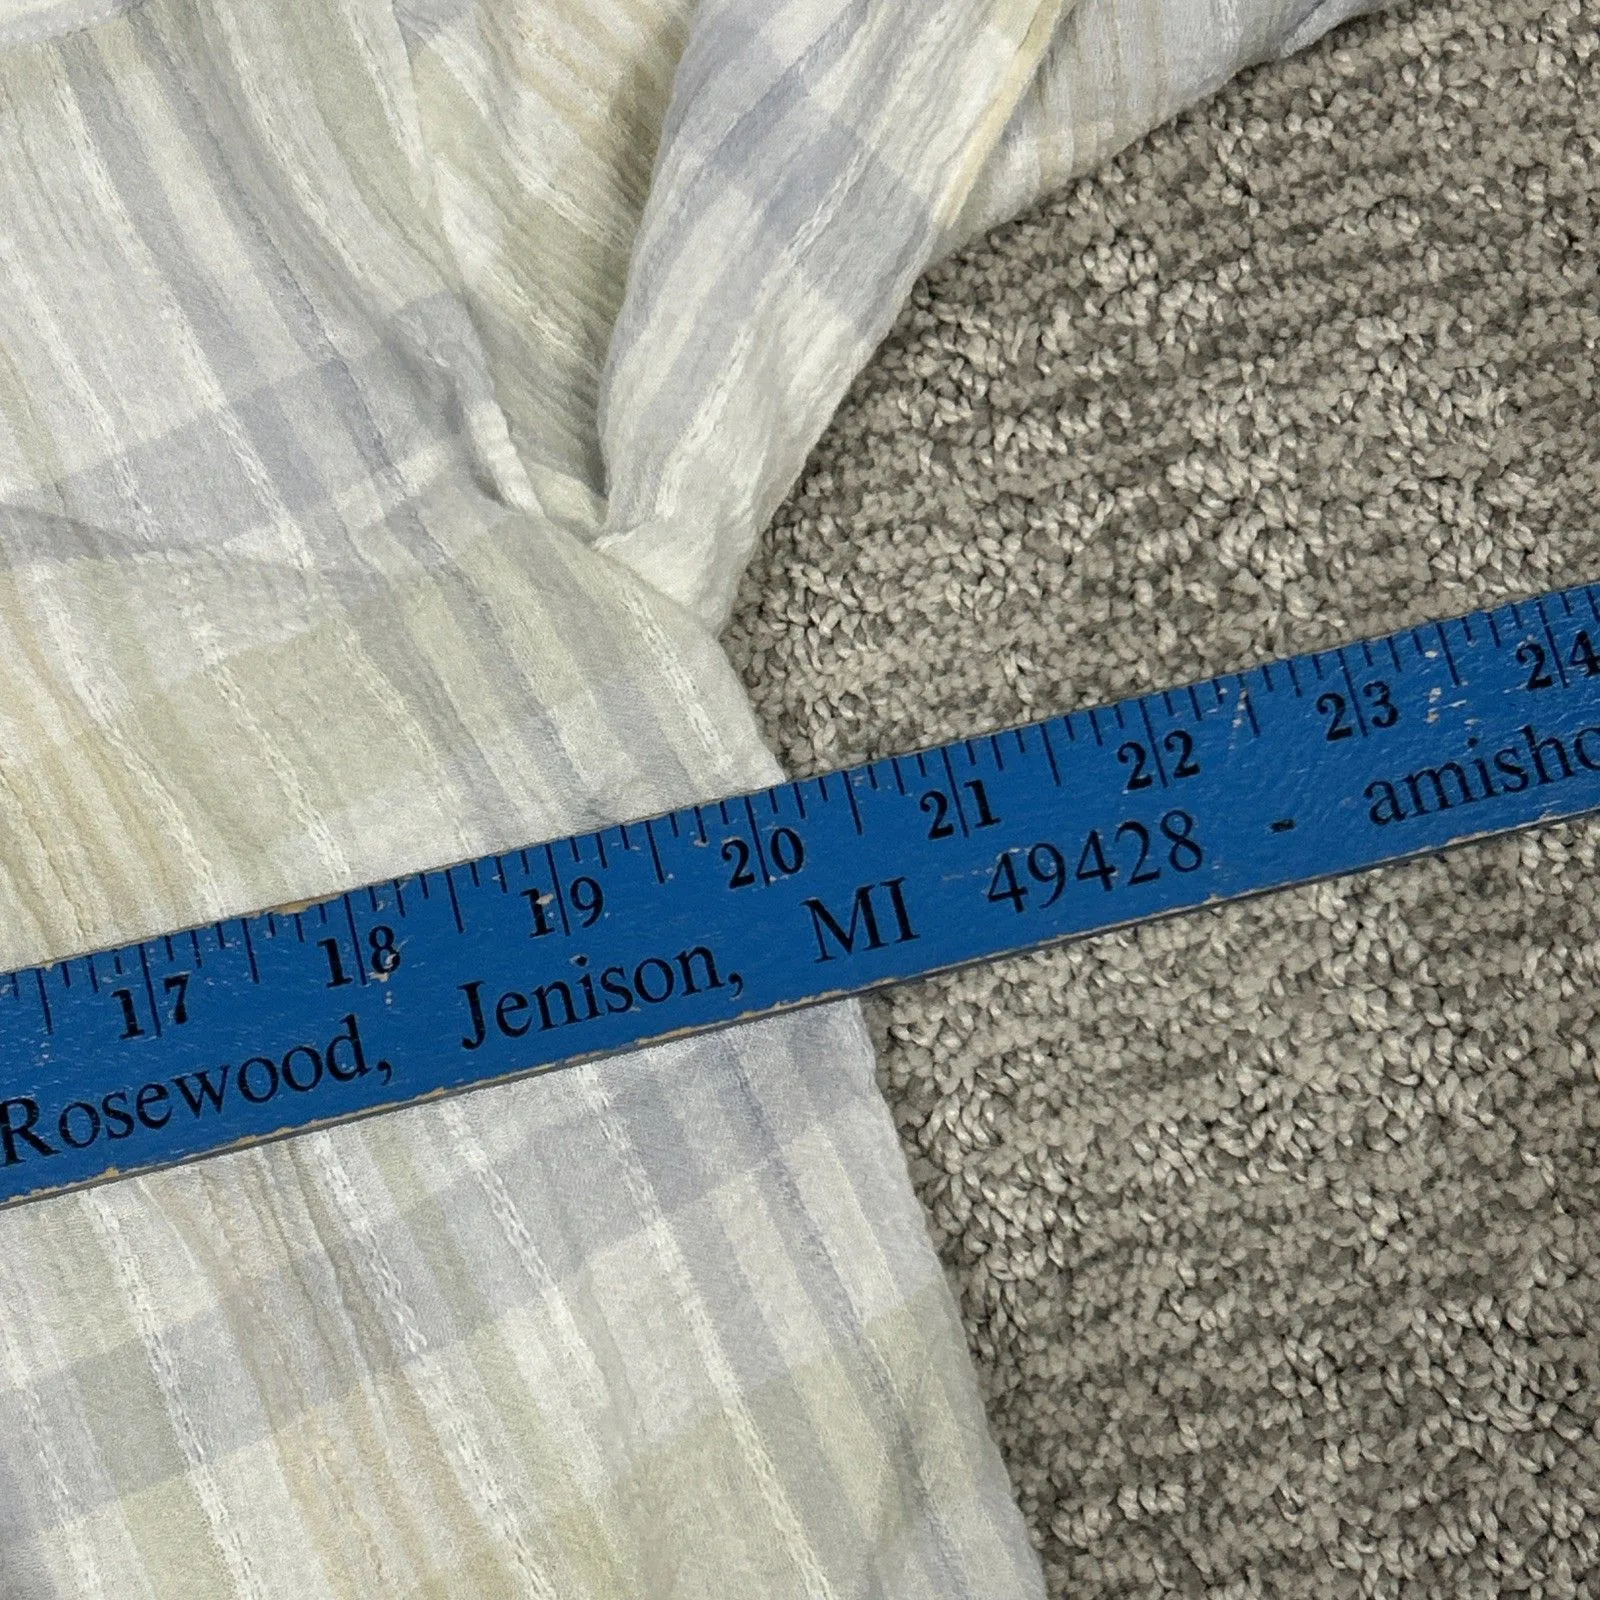 17 18 19 20 21 22 23 24
Rosewood, Jenison, MI 49428 - amisho